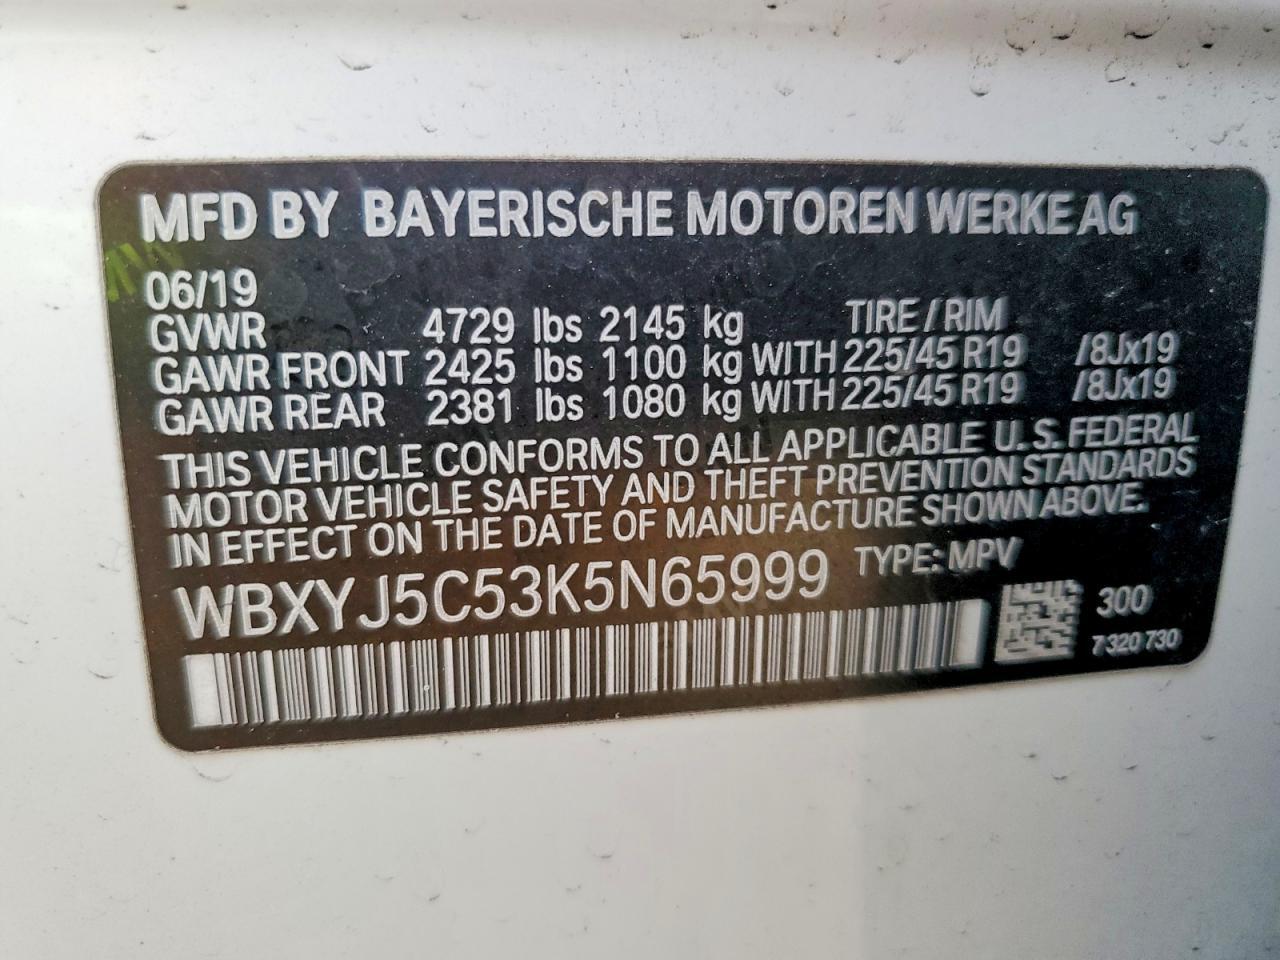 MFD BY BAYERISCHE MOTOREN WERKE AG
06/19
TIRE / RIM
GVWR 4729 lbs 2145 kg
GAWR FRONT 2425 lbs 1100 kg WITH 225/45 R19 /8Jx19
GAWR REAR 2381 lbs 1080 kg WITH 225/45 R19 /8Jx19
THIS VEHICLE CONFORMS TO ALL APPLICABLE U.S. FEDERAL
MOTOR VEHICLE SAFETY AND THEFT PREVENTION STANDARDS
IN EFFECT ON THE DATE OF MANUFACTURE SHOWN ABOVE.
WBXYJ5C53K5N65999 TYPE: MPV
300
7 320 730